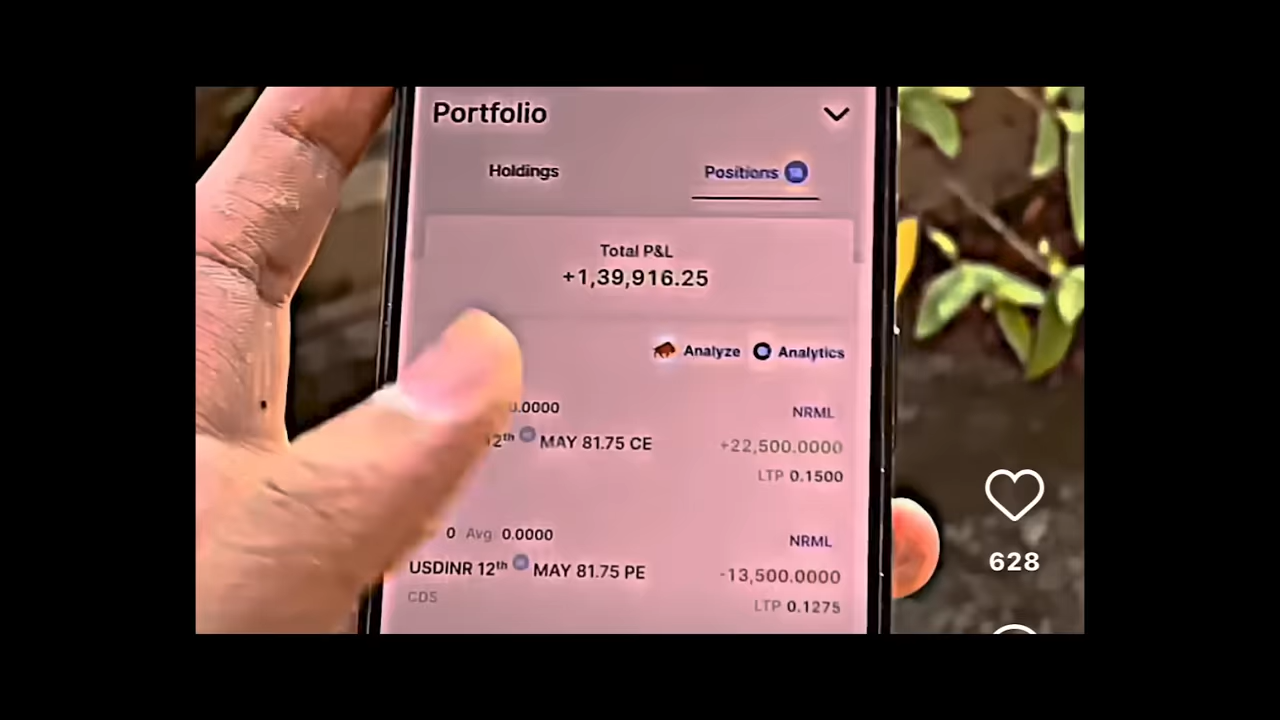 Portfolio
Holdings Positions
Total P&L
+1,39,916.25
Analyze Analytics
0.0000 NRML
12th MAY 81.75 CE +22,500.0000
LTP 0.1500
0 Avg 0.0000 NRML
USDINR 12th MAY 81.75 PE -13,500.0000
CDS LTP 0.1275
628